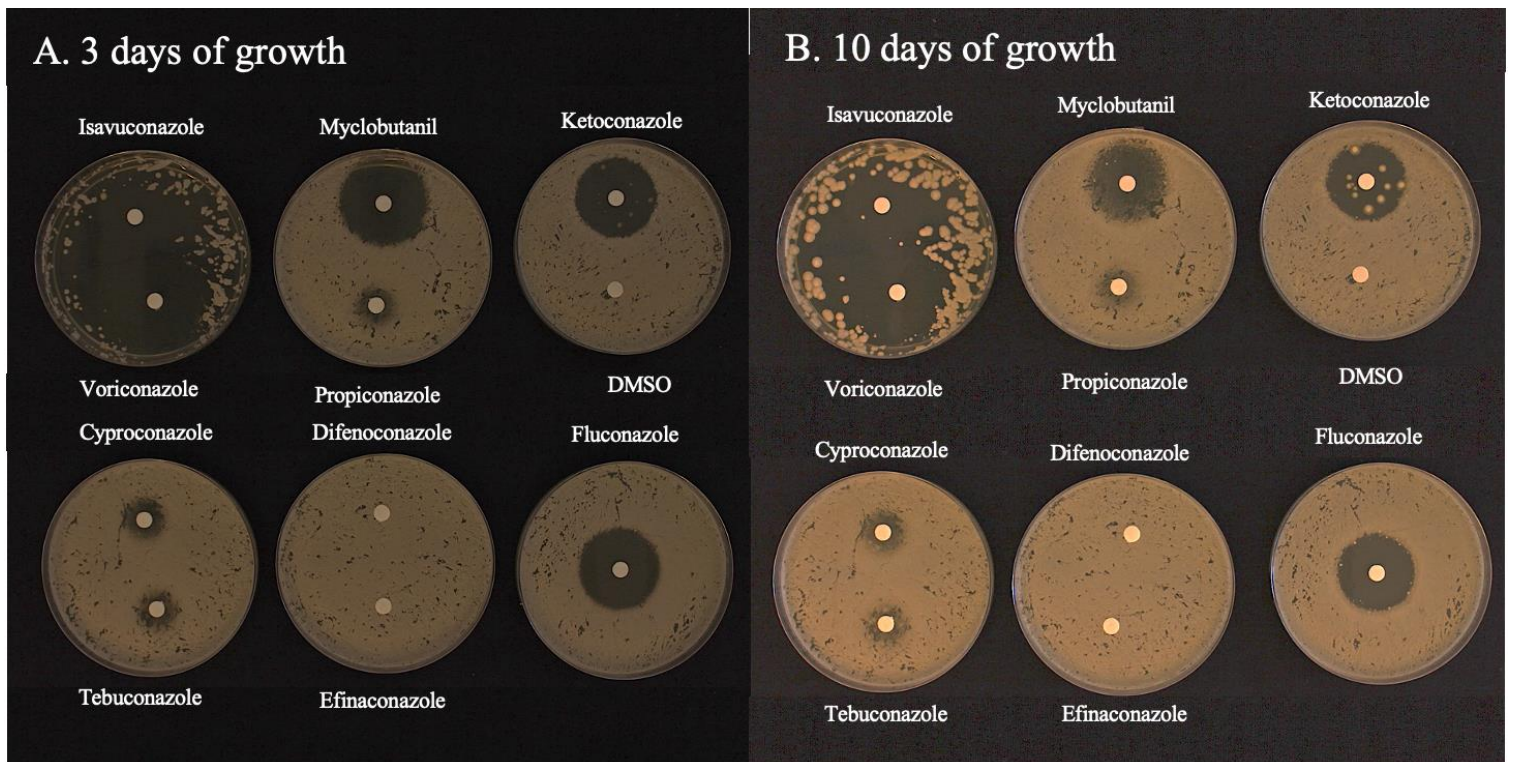 A. 3 days of growth
Isavuconazole Myclobutanil Ketoconazole
Voriconazole Propiconazole DMSO
Cyproconazole Difenoconazole Fluconazole
Tebuconazole Efinaconazole
B. 10 days of growth
Isavuconazole Myclobutanil Ketoconazole
Voriconazole Propiconazole DMSO
Cyproconazole Difenoconazole Fluconazole
Tebuconazole Efinaconazole